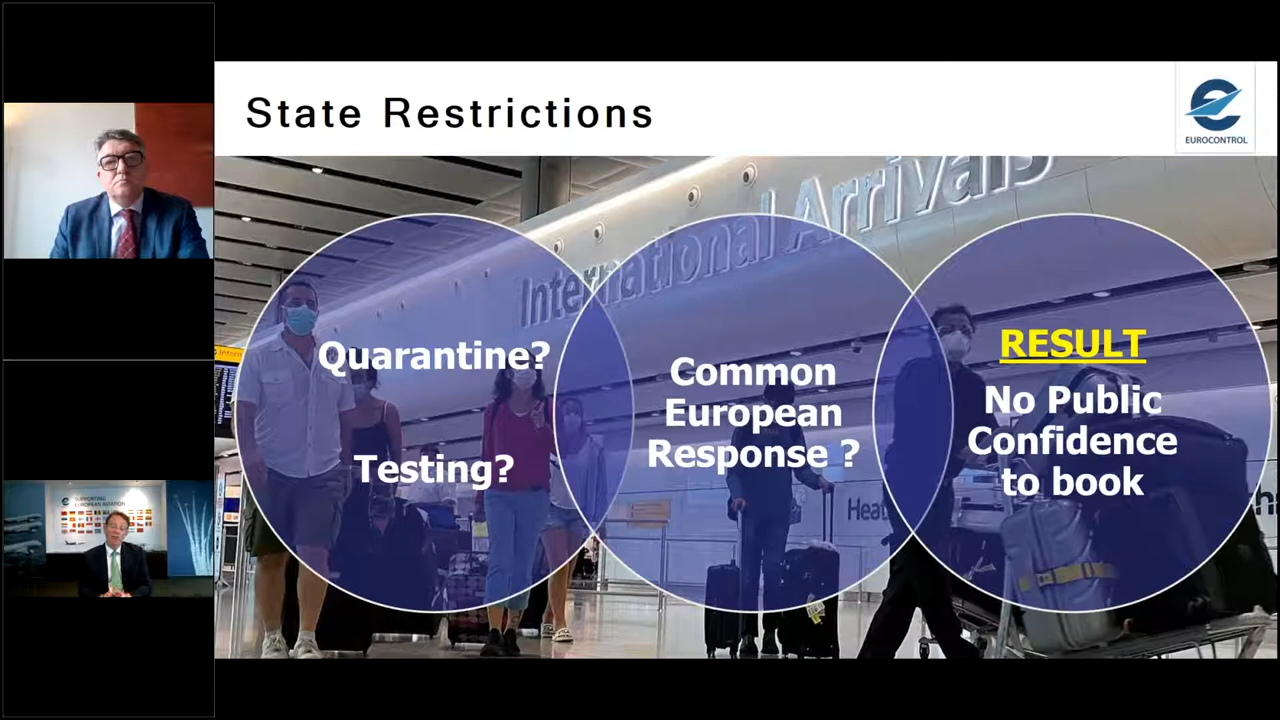 State Restrictions
EUROCONTROL
International Arrivals
Quarantine?
Testing?
Common
European
Response ?
RESULT
No Public
Confidence
to book
SUPPORTING
EUROPEAN AVIATION